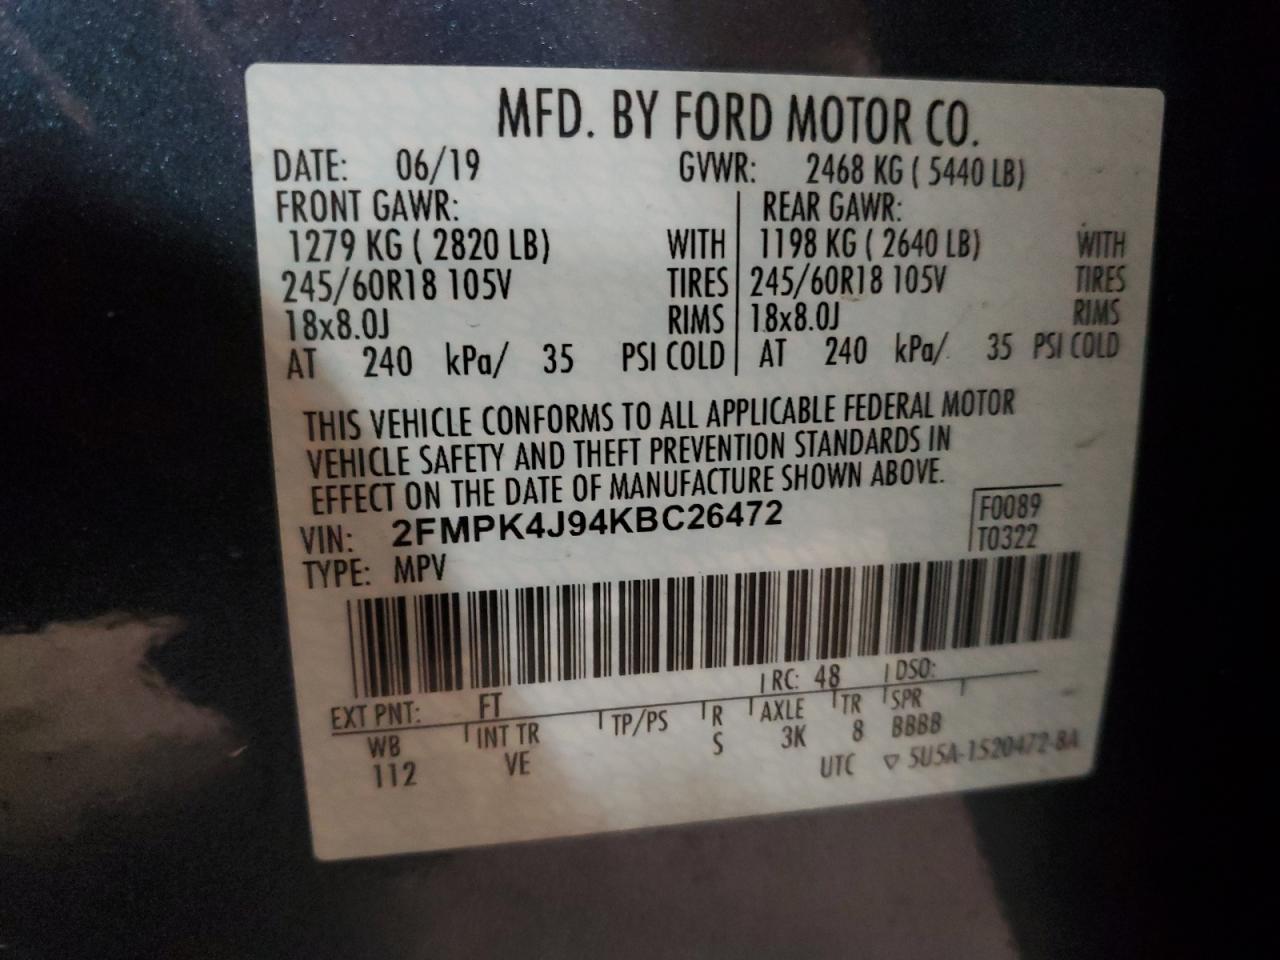 MFD. BY FORD MOTOR CO.
DATE: 06/19 GVWR: 2468 KG ( 5440 LB)
FRONT GAWR: REAR GAWR:
1279 KG ( 2820 LB) WITH 1198 KG ( 2640 LB) WITH
245/60R18 105V TIRES 245/60R18 105V TIRES
18x8.0J RIMS 18x8.0J RIMS
AT 240 kPa/ 35 PSI COLD AT 240 kPa/ 35 PSI COLD
THIS VEHICLE CONFORMS TO ALL APPLICABLE FEDERAL MOTOR
VEHICLE SAFETY AND THEFT PREVENTION STANDARDS IN
EFFECT ON THE DATE OF MANUFACTURE SHOWN ABOVE.
VIN: 2FMPK4J94KBC26472 F0089
TYPE: MPV T0322
EXT PNT: FT RC: 48 DSO:
WB INT TR TP/PS R AXLE TR SPR
112 VE S 3K 8 BBBB
UTC ▽ 5U5A-1520472-BA